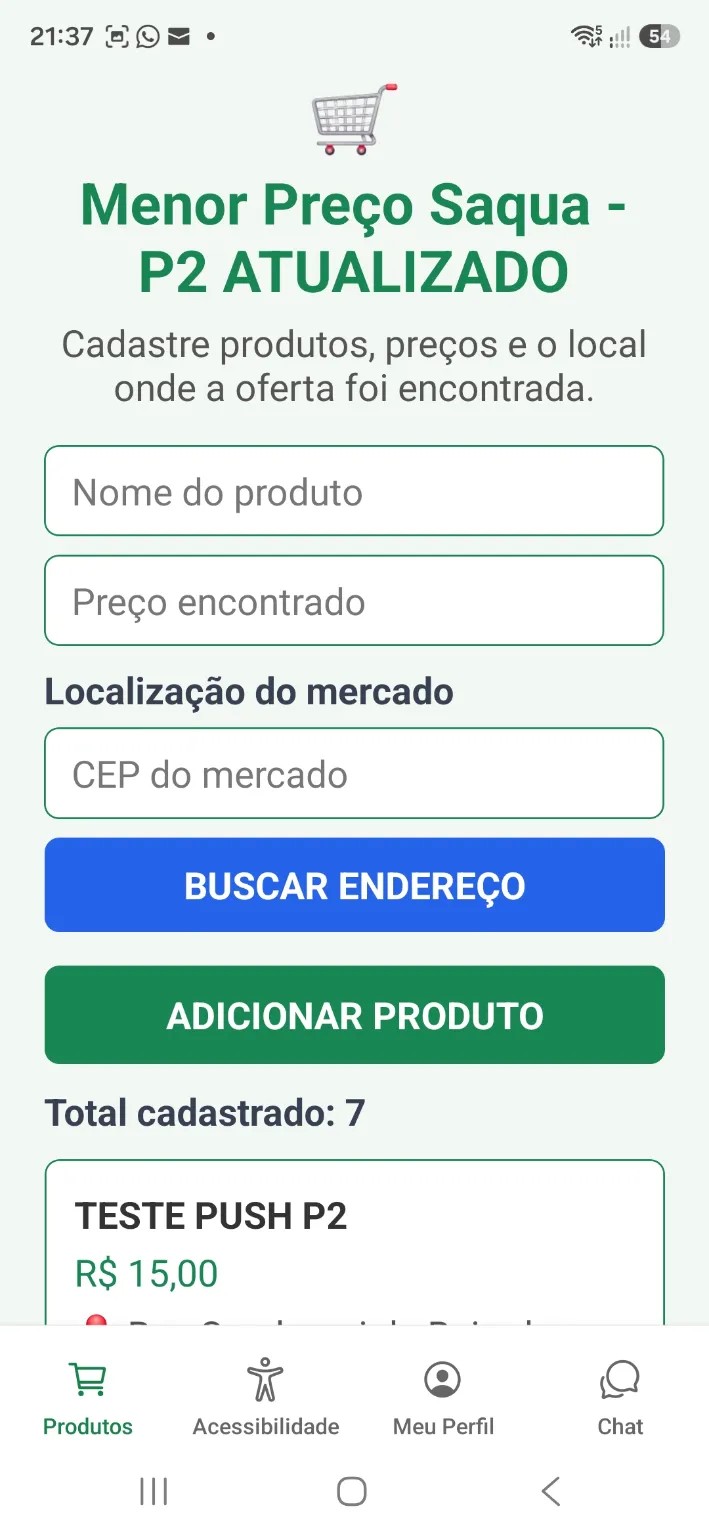 21:37
54
Menor Preço Saqua -
P2 ATUALIZADO
Cadastre produtos, preços e o local
onde a oferta foi encontrada.
Nome do produto
Preço encontrado
Localização do mercado
CEP do mercado
BUSCAR ENDEREÇO
ADICIONAR PRODUTO
Total cadastrado: 7
TESTE PUSH P2
R$ 15,00
Produtos
Acessibilidade
Meu Perfil
Chat